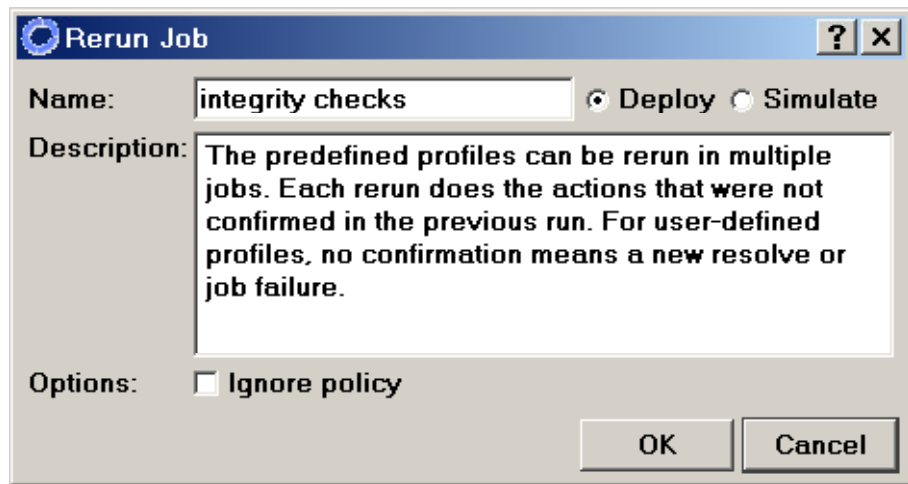 Rerun Job
? X
Name: integrity checks Deploy Simulate
Description: The predefined profiles can be rerun in multiple
jobs. Each rerun does the actions that were not
confirmed in the previous run. For user-defined
profiles, no confirmation means a new resolve or
job failure.
Options: Ignore policy
OK Cancel